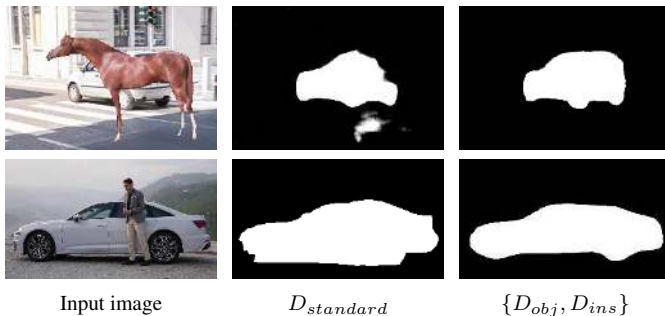 Input image
D_{standard}
{D_{obj}, D_{ins}}